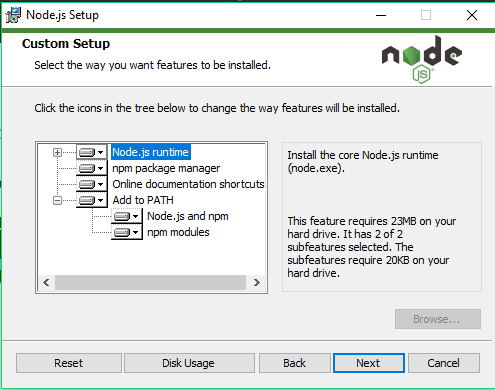 Node.js Setup
Custom Setup
Select the way you want features to be installed.
node
JS
Click the icons in the tree below to change the way features will be installed.
Node.js runtime
npm package manager
Online documentation shortcuts
Add to PATH
Node.js and npm
npm modules
Install the core Node.js runtime
(node.exe).
This feature requires 23MB on your
hard drive. It has 2 of 2
subfeatures selected. The
subfeatures require 20KB on your
hard drive.
Browse...
Reset
Disk Usage
Back
Next
Cancel